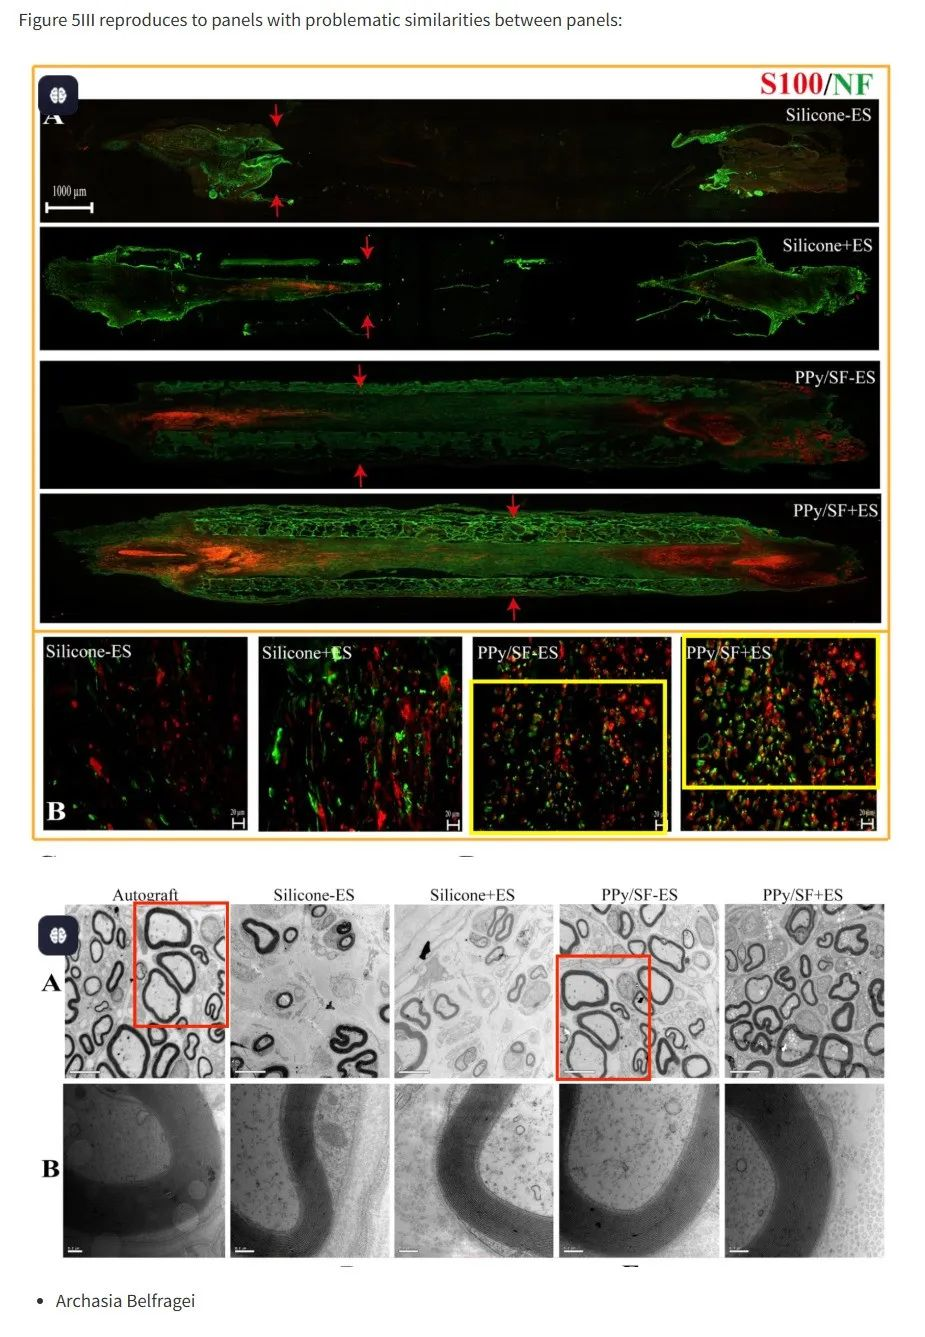 Figure 5III reproduces to panels with problematic similarities between panels:
S100/NF
A
Silicone-ES
1000 µm
Silicone+ES
PPy/SF-ES
PPy/SF+ES
Silicone-ES
Silicone+ES
PPy/SF-ES
PPy/SF+ES
B
20 µm
20 µm
20 µm
20 µm
Autograft
Silicone-ES
Silicone+ES
PPy/SF-ES
PPy/SF+ES
A
B
Archasia Belfragei